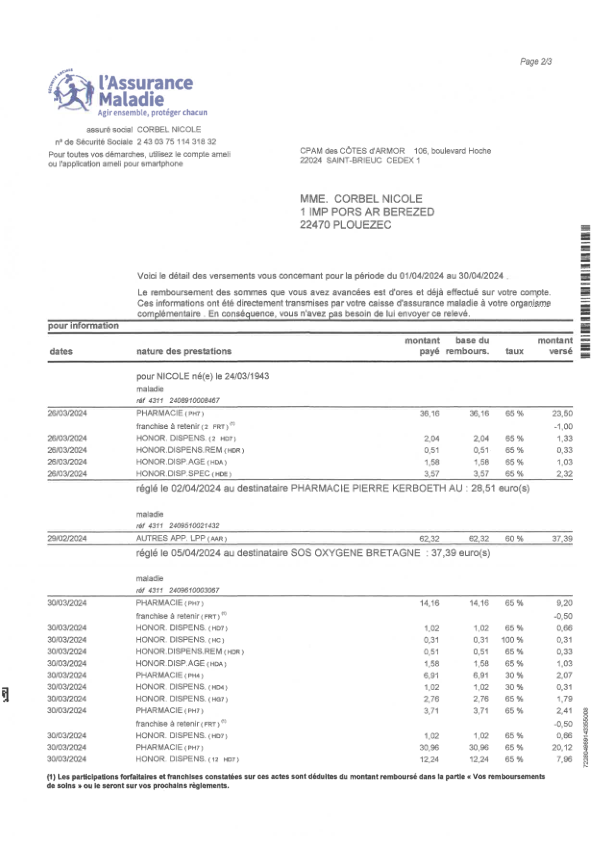 Page 2/3
SÉCURITÉ SOCIALE
l'Assurance
Maladie
Agir ensemble, protéger chacun
assuré social CORBEL NICOLE
n° de Sécurité Sociale 2 43 03 75 114 318 32
Pour toutes vos démarches, utilisez le compte ameli
ou l'application ameli pour smartphone
CPAM des CÔTES d'ARMOR 106, boulevard Hoche
22024 SAINT-BRIEUC CEDEX 1
MME. CORBEL NICOLE
1 IMP PORS AR BEREZED
22470 PLOUEZEC
Voici le détail des versements vous concernant pour la période du 01/04/2024 au 30/04/2024 .
Le remboursement des sommes que vous avez avancées est d'ores et déjà effectué sur votre compte.
Ces informations ont été directement transmises par votre caisse d'assurance maladie à votre organisme
complémentaire . En conséquence, vous n'avez pas besoin de lui envoyer ce relevé.
pour information
dates nature des prestations montant payé base du rembours. taux montant versé
pour NICOLE né(e) le 24/03/1943
maladie
réf 4311 2408910008467
26/03/2024 PHARMACIE (PH7) 36,16 36,16 65 % 23,50
franchise à retenir (2 FRT) (1) -1,00
26/03/2024 HONOR. DISPENS. (2 HD7) 2,04 2,04 65 % 1,33
26/03/2024 HONOR.DISPENS.REM (HDR) 0,51 0,51 65 % 0,33
26/03/2024 HONOR.DISP.AGE (HDA) 1,58 1,58 65 % 1,03
26/03/2024 HONOR.DISP.SPEC (HDE) 3,57 3,57 65 % 2,32
réglé le 02/04/2024 au destinataire PHARMACIE PIERRE KERBOETH AU : 28,51 euro(s)
maladie
réf 4311 2409510021432
29/02/2024 AUTRES APP. LPP (AAR) 62,32 62,32 60 % 37,39
réglé le 05/04/2024 au destinataire SOS OXYGENE BRETAGNE : 37,39 euro(s)
maladie
réf 4311 2409610003067
30/03/2024 PHARMACIE (PH7) 14,16 14,16 65 % 9,20
franchise à retenir (FRT) (1) -0,50
30/03/2024 HONOR. DISPENS. (HD7) 1,02 1,02 65 % 0,66
30/03/2024 HONOR. DISPENS. (HC) 0,31 0,31 100 % 0,31
30/03/2024 HONOR.DISPENS.REM (HDR) 0,51 0,51 65 % 0,33
30/03/2024 HONOR.DISP.AGE (HDA) 1,58 1,58 65 % 1,03
30/03/2024 PHARMACIE (PH4) 6,91 6,91 30 % 2,07
30/03/2024 HONOR. DISPENS. (HD4) 1,02 1,02 30 % 0,31
30/03/2024 HONOR. DISPENS. (HG7) 2,76 2,76 65 % 1,79
30/03/2024 PHARMACIE (PH7) 3,71 3,71 65 % 2,41
franchise à retenir (FRT) (1) -0,50
30/03/2024 HONOR. DISPENS. (HD7) 1,02 1,02 65 % 0,66
30/03/2024 PHARMACIE (PH7) 30,96 30,96 65 % 20,12
30/03/2024 HONOR. DISPENS. (12 HD7) 12,24 12,24 65 % 7,96
(1) Les participations forfaitaires et franchises constatées sur ces actes sont déduites du montant remboursé dans la partie « Vos remboursements
de soins » ou le seront sur vos prochains règlements.